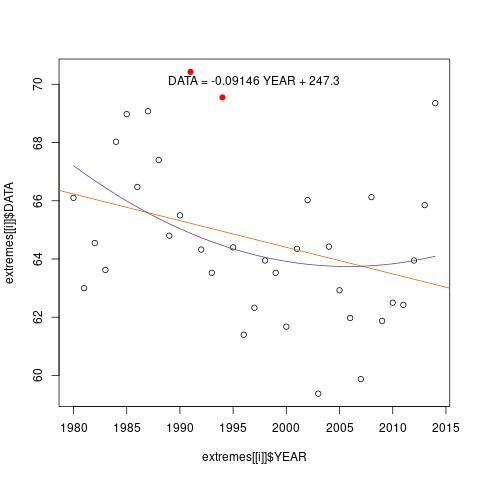 DATA = -0.09146 YEAR + 247.3
70
68
66
64
62
60
extremes[[i]]$DATA
1980 1985 1990 1995 2000 2005 2010 2015
extremes[[i]]$YEAR